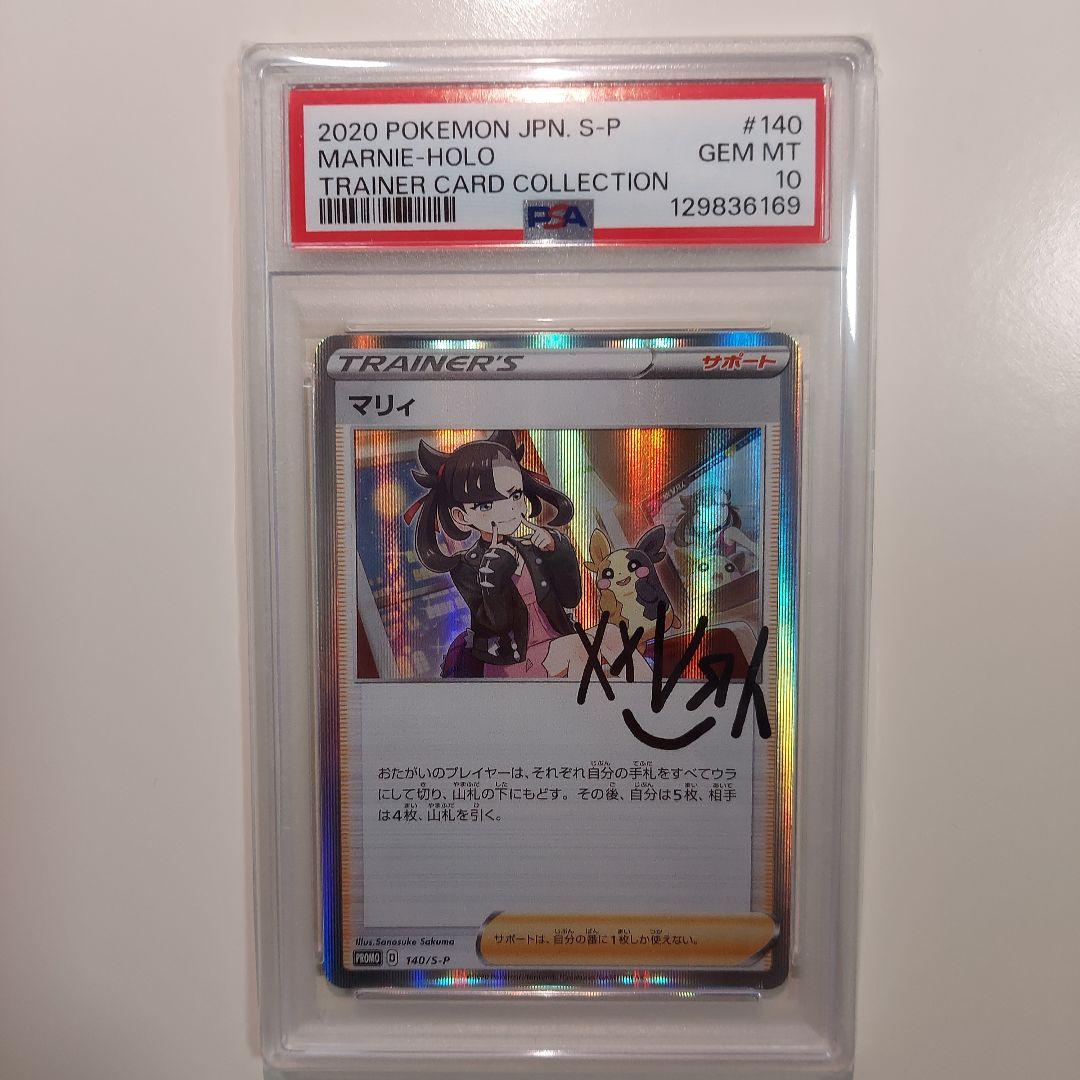 2020 POKEMON JPN. S-P #140
MARNIE-HOLO GEM MT
TRAINER CARD COLLECTION 10
PSA 129836169
TRAINER'S サポート
マリィ
おたがいのプレイヤーは、それぞれ自分の手札をすべてウラ
にして切り、山札の下にもどす。その後、自分は5枚、相手
は4枚、山札を引く。
Illus.Sanosuke Sakuma
サポートは、自分の番に1枚しか使えない。
PROMO D 140/S-P